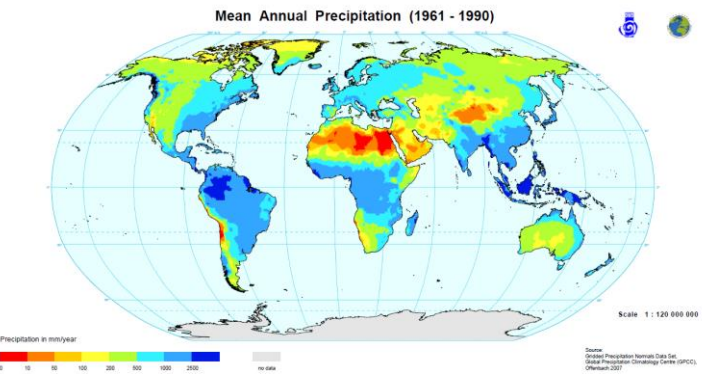 Mean Annual Precipitation (1961 - 1990)
Scale 1 : 120 000 000
Precipitation in mm/year
0 10 50 100 200 500 1000 2500 no data
Source:
Gridded Precipitation Normals Data Set,
Global Precipitation Climatology Centre (GPCC),
Offenbach 2007